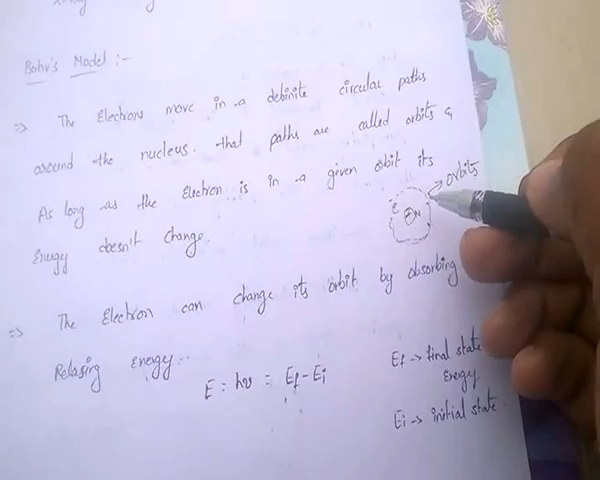 Bohr's Model :-
=> The Electrons move in a definite circular paths
around the nucleus. that paths are called orbits &
As long as the Electron is in a given orbit its
Energy doesn't change.
→ orbits
e
+N
=> The Electron can change its orbit by absorbing
Relasing energy.
E = hν = Ef - Ei
Ef → final state
Energy
Ei → initial state.